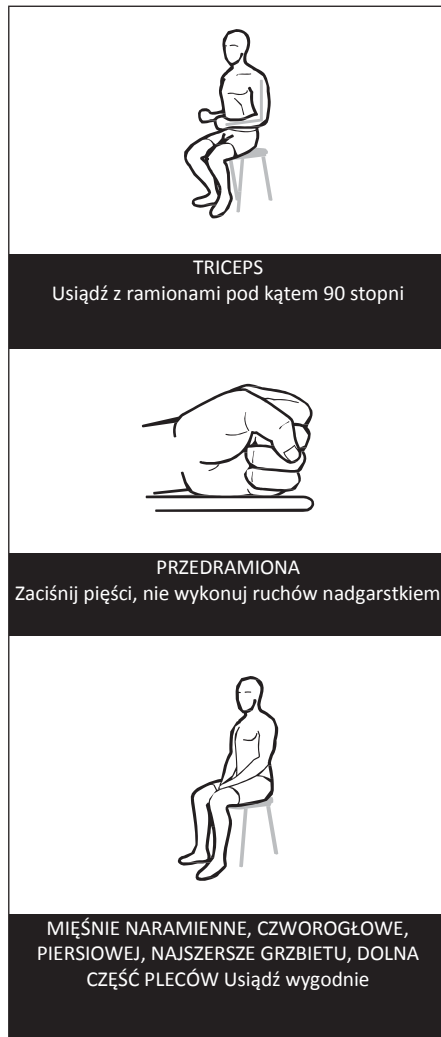 TRICEPS
Usiądź z ramionami pod kątem 90 stopni
PRZEDRAMIONA
Zaciśnij pięści, nie wykonuj ruchów nadgarstkiem
MIĘŚNIE NARAMIENNE, CZWOROGŁOWE,
PIERSIOWEJ, NAJSZERSZE GRZBIETU, DOLNA
CZĘŚĆ PLECÓW Usiądź wygodnie